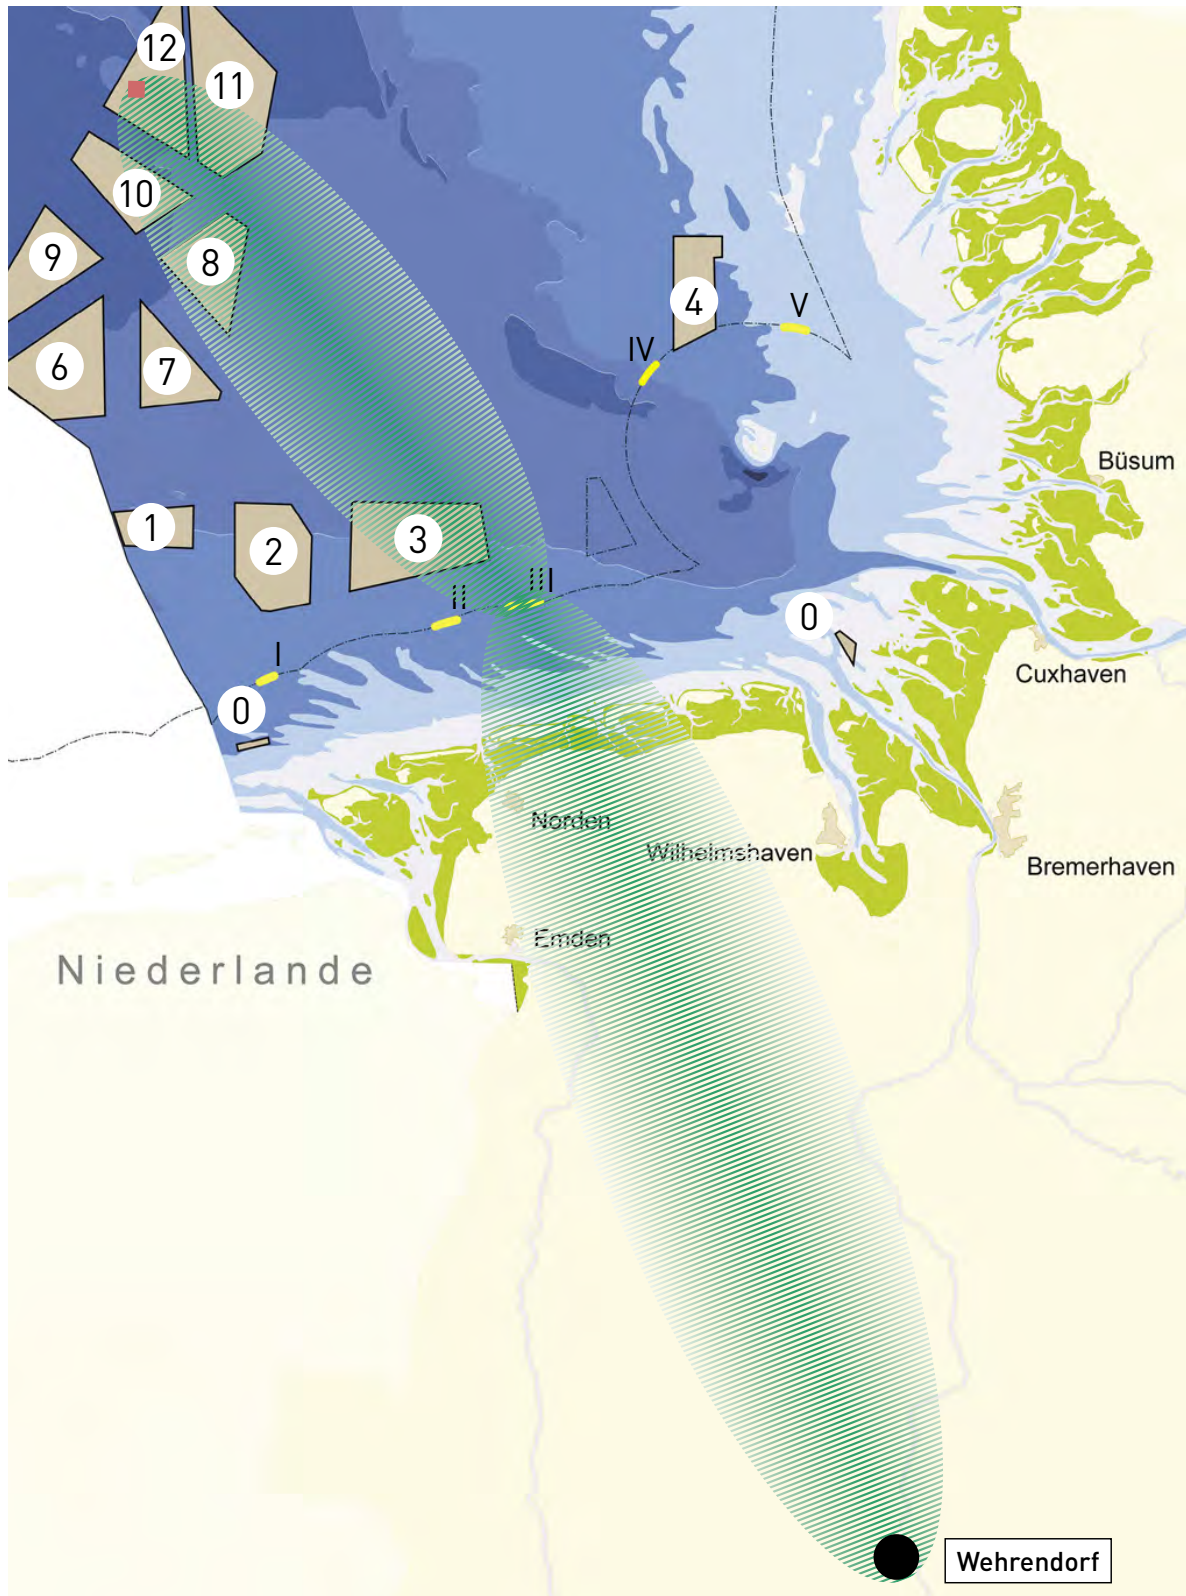 12
11
10
9
8
4
V
IV
6
7
Büsum
1
2
3
II
III
0
I
Cuxhaven
0
Norden
Wilhelmshaven
Bremerhaven
Emden
Niederlande
Wehrendorf